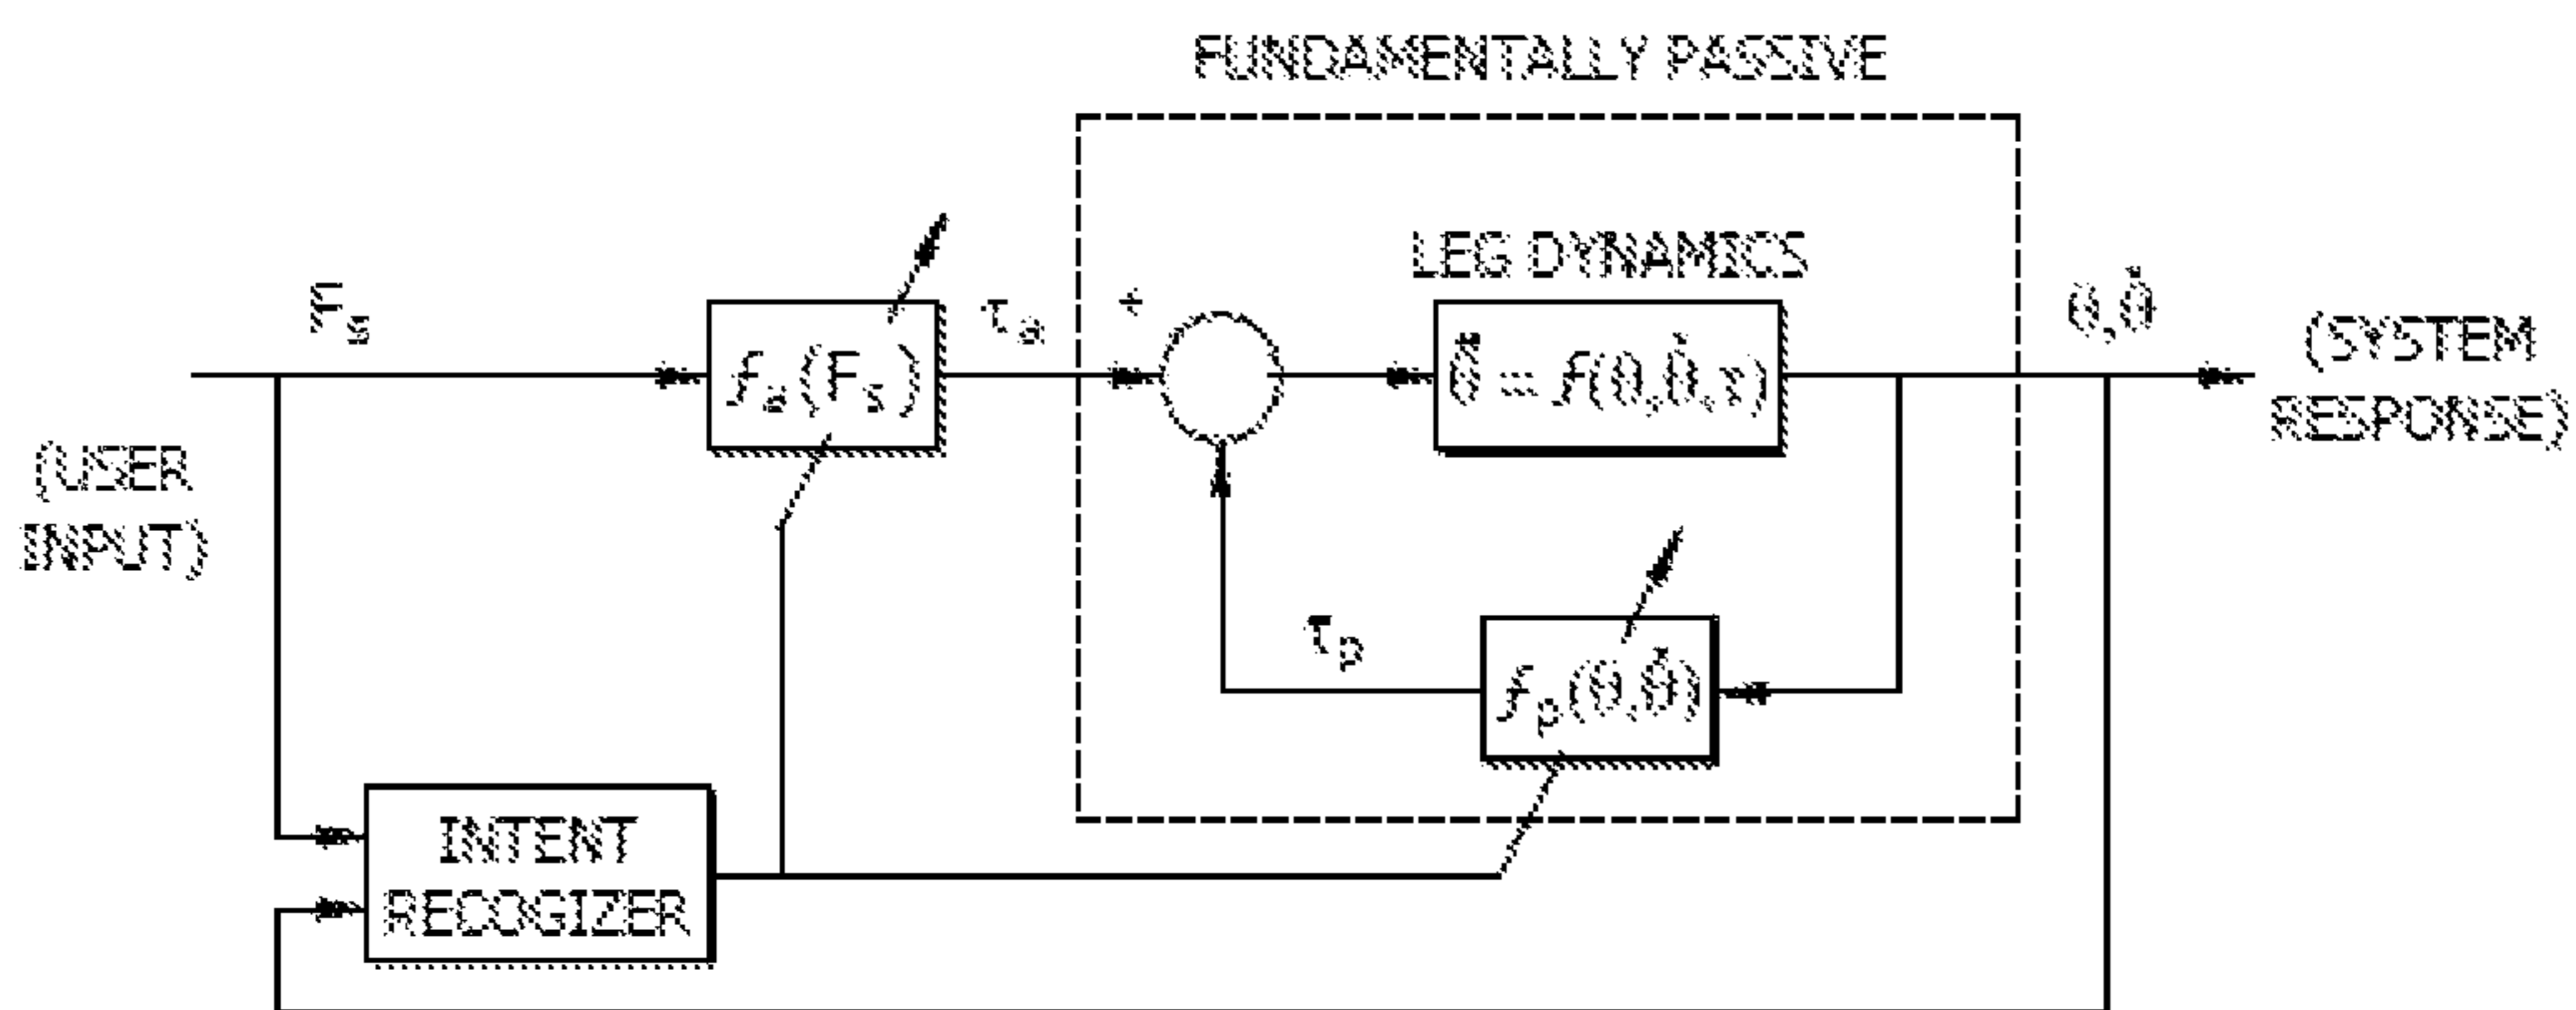 FUNDAMENTALLY PASSIVE
LEG DYNAMICS
F_s
τ_a
+
θ,θ̇
(SYSTEM
RESPONSE)
f_a(F_s)
θ̈ = f(θ,θ̇,τ)
(USER
INPUT)
τ_p
f_p(θ,θ̇)
INTENT
RECOGIZER